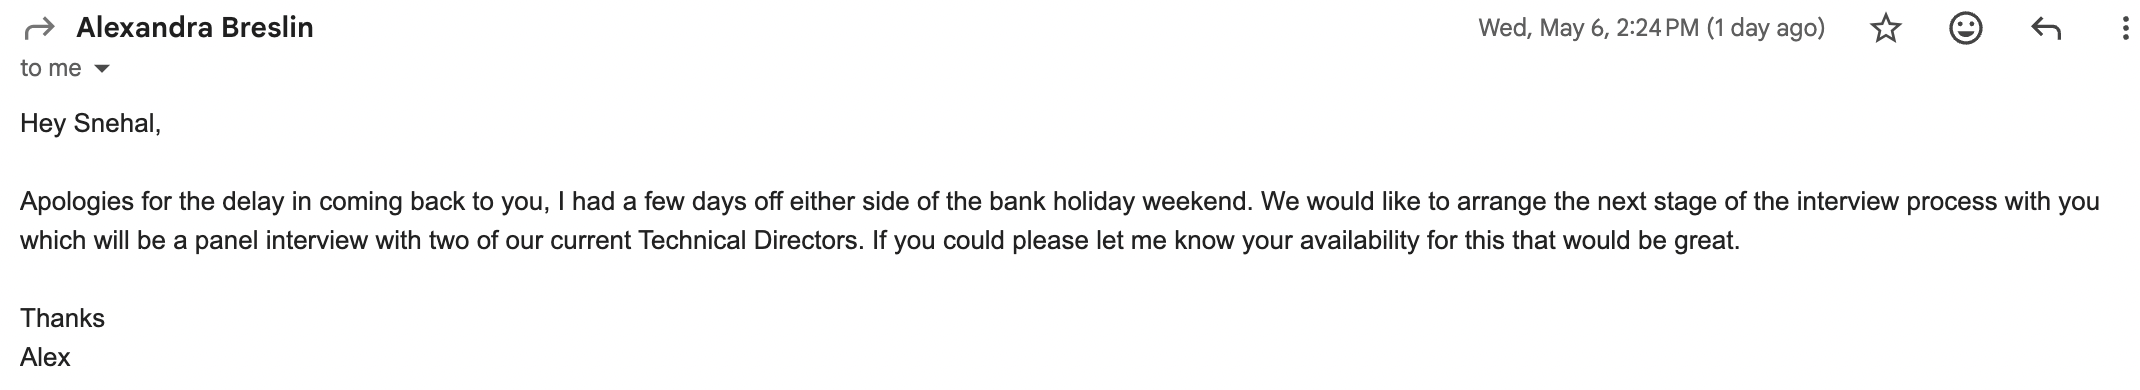 Alexandra Breslin
Wed, May 6, 2:24 PM (1 day ago)
to me
Hey Snehal,
Apologies for the delay in coming back to you, I had a few days off either side of the bank holiday weekend. We would like to arrange the next stage of the interview process with you
which will be a panel interview with two of our current Technical Directors. If you could please let me know your availability for this that would be great.
Thanks
Alex